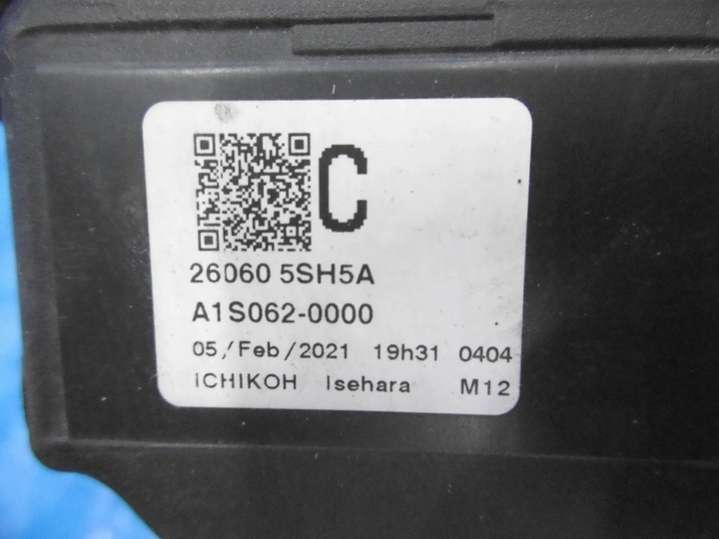 C
26060 5SH5A
A1S062-0000
05/Feb/2021 19h31 0404
ICHIKOH Isehara M12